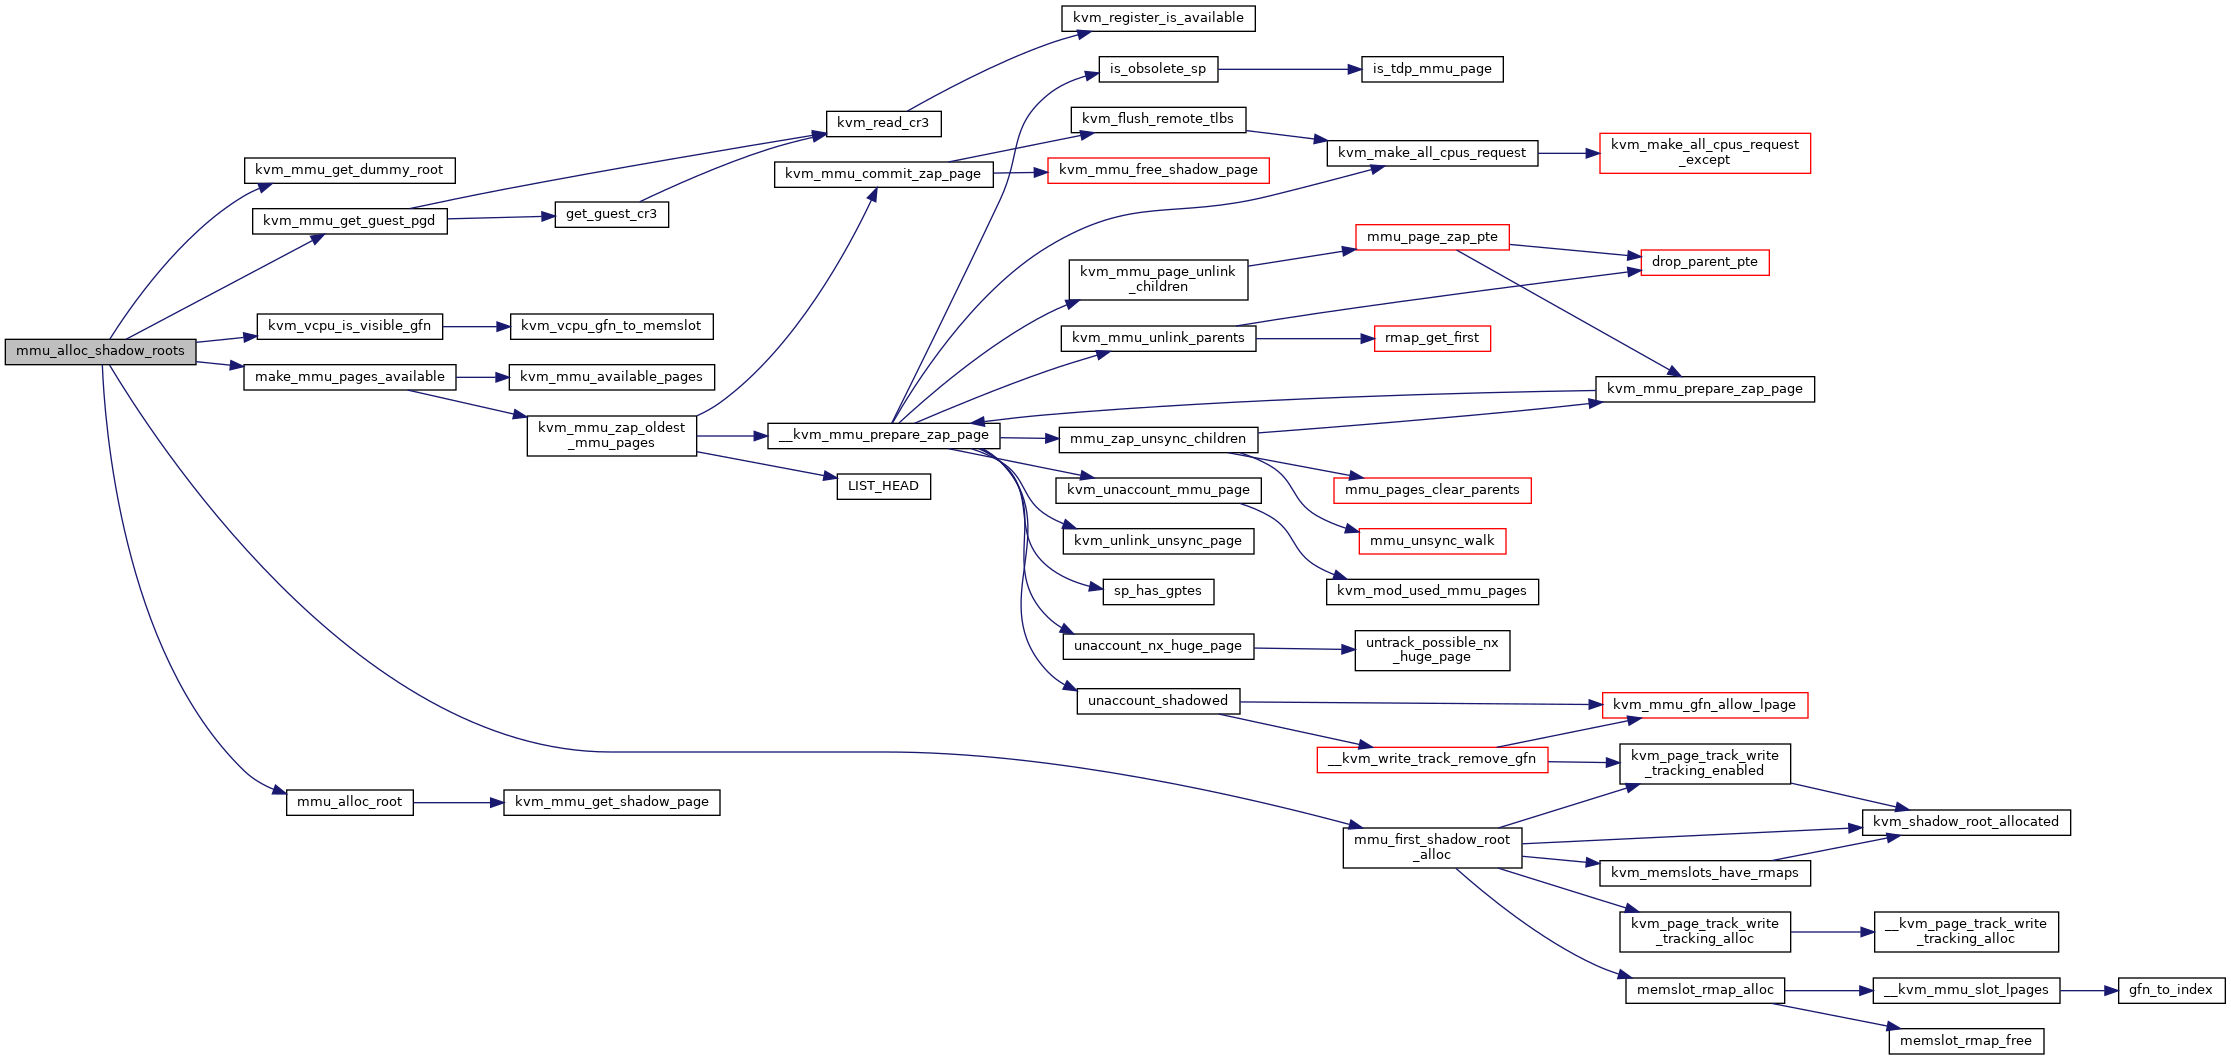 kvm_register_is_available
is_obsolete_sp
is_tdp_mmu_page
kvm_read_cr3
kvm_flush_remote_tlbs
kvm_make_all_cpus_request
kvm_make_all_cpus_request
_except
kvm_mmu_get_dummy_root
kvm_mmu_commit_zap_page
kvm_mmu_free_shadow_page
kvm_mmu_get_guest_pgd
get_guest_cr3
mmu_page_zap_pte
drop_parent_pte
kvm_mmu_page_unlink
_children
kvm_vcpu_is_visible_gfn
kvm_vcpu_gfn_to_memslot
kvm_mmu_unlink_parents
rmap_get_first
mmu_alloc_shadow_roots
make_mmu_pages_available
kvm_mmu_available_pages
kvm_mmu_prepare_zap_page
kvm_mmu_zap_oldest
_mmu_pages
__kvm_mmu_prepare_zap_page
mmu_zap_unsync_children
LIST_HEAD
kvm_unaccount_mmu_page
mmu_pages_clear_parents
kvm_unlink_unsync_page
mmu_unsync_walk
sp_has_gptes
kvm_mod_used_mmu_pages
unaccount_nx_huge_page
untrack_possible_nx
_huge_page
unaccount_shadowed
kvm_mmu_gfn_allow_lpage
__kvm_write_track_remove_gfn
kvm_page_track_write
_tracking_enabled
mmu_alloc_root
kvm_mmu_get_shadow_page
kvm_shadow_root_allocated
mmu_first_shadow_root
_alloc
kvm_memslots_have_rmaps
kvm_page_track_write
_tracking_alloc
__kvm_page_track_write
_tracking_alloc
memslot_rmap_alloc
__kvm_mmu_slot_lpages
gfn_to_index
memslot_rmap_free